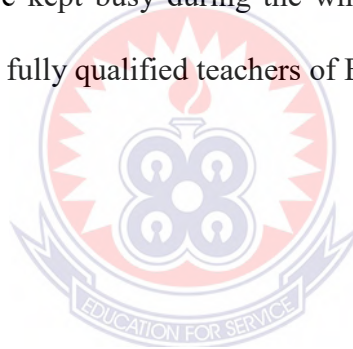 kept busy during the
fully qualified teachers of
EDUCATION FOR SERVICE